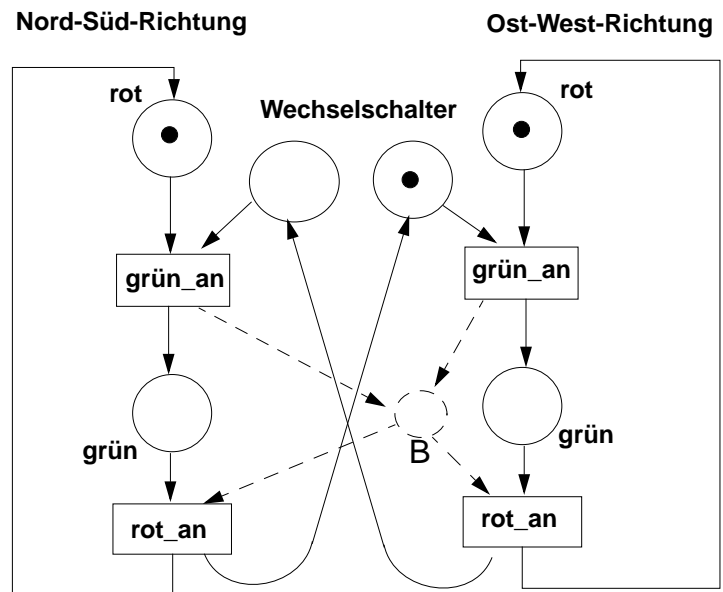 Nord-Süd-Richtung
Ost-West-Richtung
rot
rot
Wechselschalter
grün_an
grün_an
grün
grün
B
rot_an
rot_an